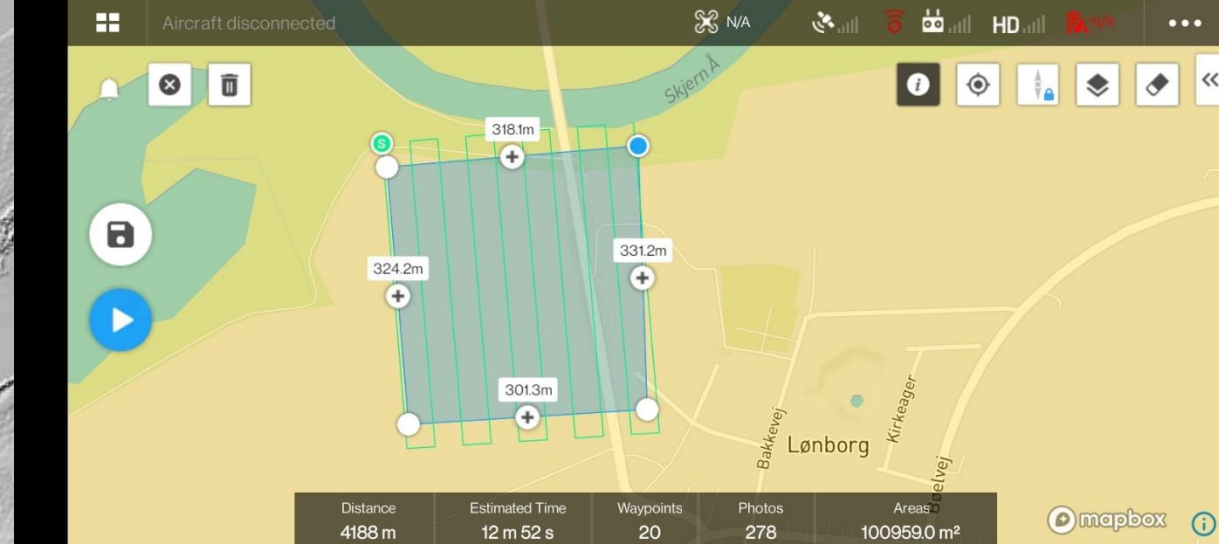 Aircraft disconnected
N/A
HD
N/A
Skjern Å
S
318.1m
331.2m
324.2m
301.3m
Bakkevej
Lønborg
Kirkeager
Bøelvej
Distance Estimated Time Waypoints Photos Areas
4188 m 12 m 52 s 20 278 100959.0 m²
mapbox